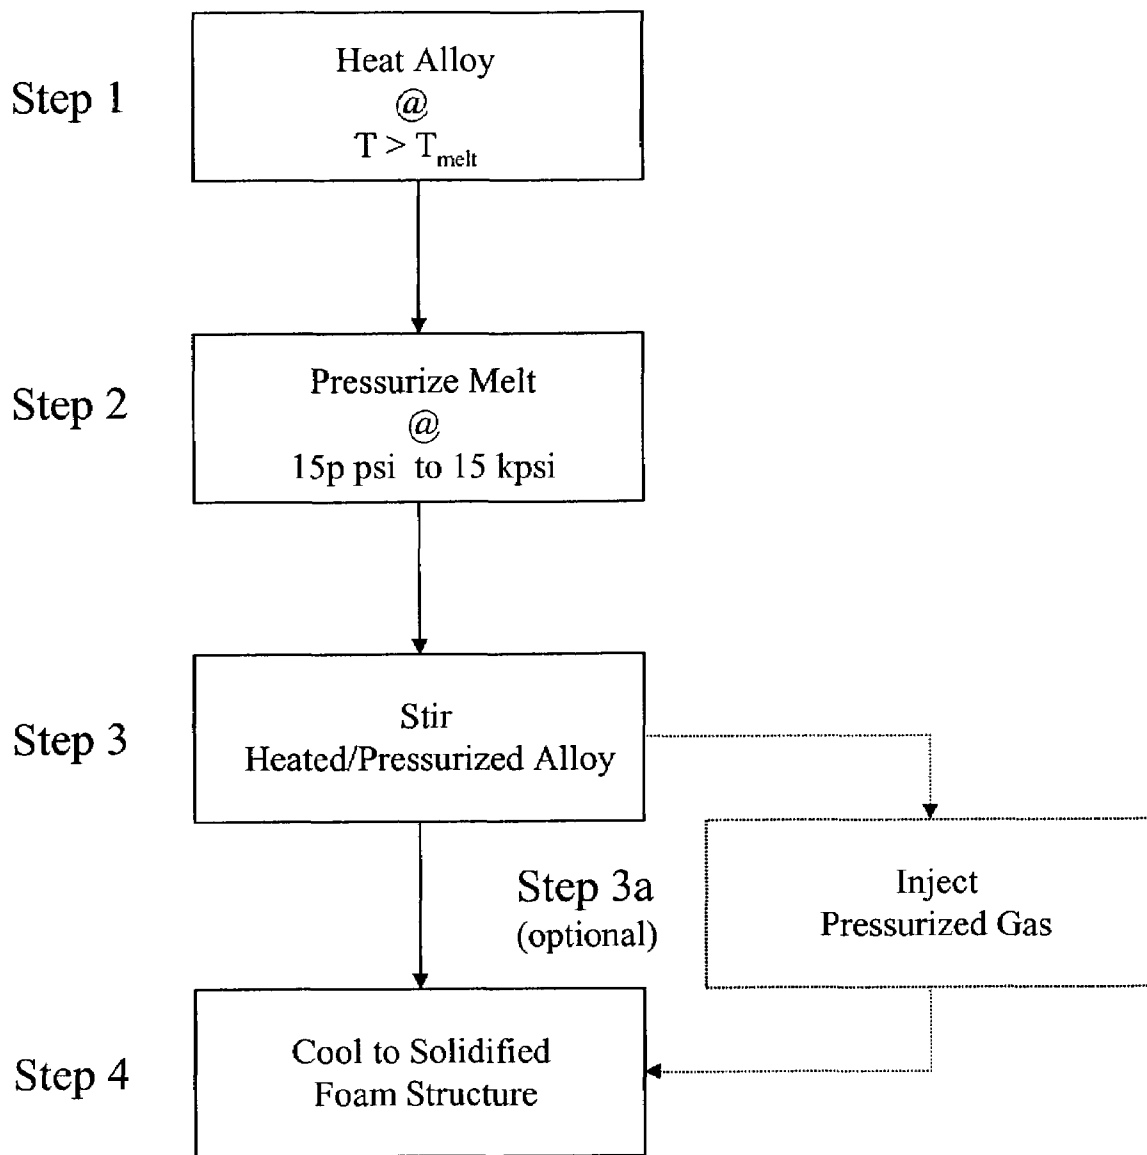 Step 1
Heat Alloy
@
T > Tmelt
Step 2
Pressurize Melt
@
15p psi to 15 kpsi
Step 3
Stir
Heated/Pressurized Alloy
Step 3a
(optional)
Inject
Pressurized Gas
Step 4
Cool to Solidified
Foam Structure